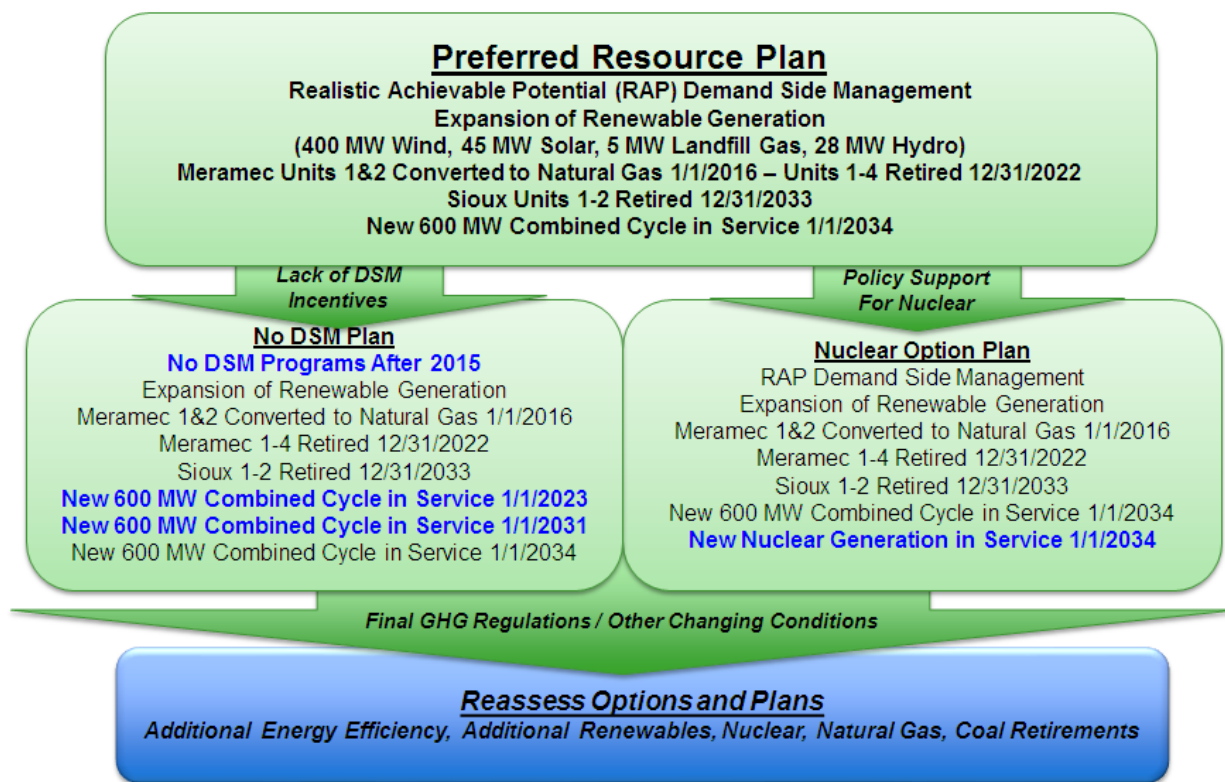 Preferred Resource Plan
Realistic Achievable Potential (RAP) Demand Side Management
Expansion of Renewable Generation
(400 MW Wind, 45 MW Solar, 5 MW Landfill Gas, 28 MW Hydro)
Meramec Units 1&2 Converted to Natural Gas 1/1/2016 – Units 1-4 Retired 12/31/2022
Sioux Units 1-2 Retired 12/31/2033
New 600 MW Combined Cycle in Service 1/1/2034
Lack of DSM
Incentives
Policy Support
For Nuclear
No DSM Plan
No DSM Programs After 2015
Expansion of Renewable Generation
Meramec 1&2 Converted to Natural Gas 1/1/2016
Meramec 1-4 Retired 12/31/2022
Sioux 1-2 Retired 12/31/2033
New 600 MW Combined Cycle in Service 1/1/2023
New 600 MW Combined Cycle in Service 1/1/2031
New 600 MW Combined Cycle in Service 1/1/2034
Nuclear Option Plan
RAP Demand Side Management
Expansion of Renewable Generation
Meramec 1&2 Converted to Natural Gas 1/1/2016
Meramec 1-4 Retired 12/31/2022
Sioux 1-2 Retired 12/31/2033
New 600 MW Combined Cycle in Service 1/1/2034
New Nuclear Generation in Service 1/1/2034
Final GHG Regulations / Other Changing Conditions
Reassess Options and Plans
Additional Energy Efficiency, Additional Renewables, Nuclear, Natural Gas, Coal Retirements